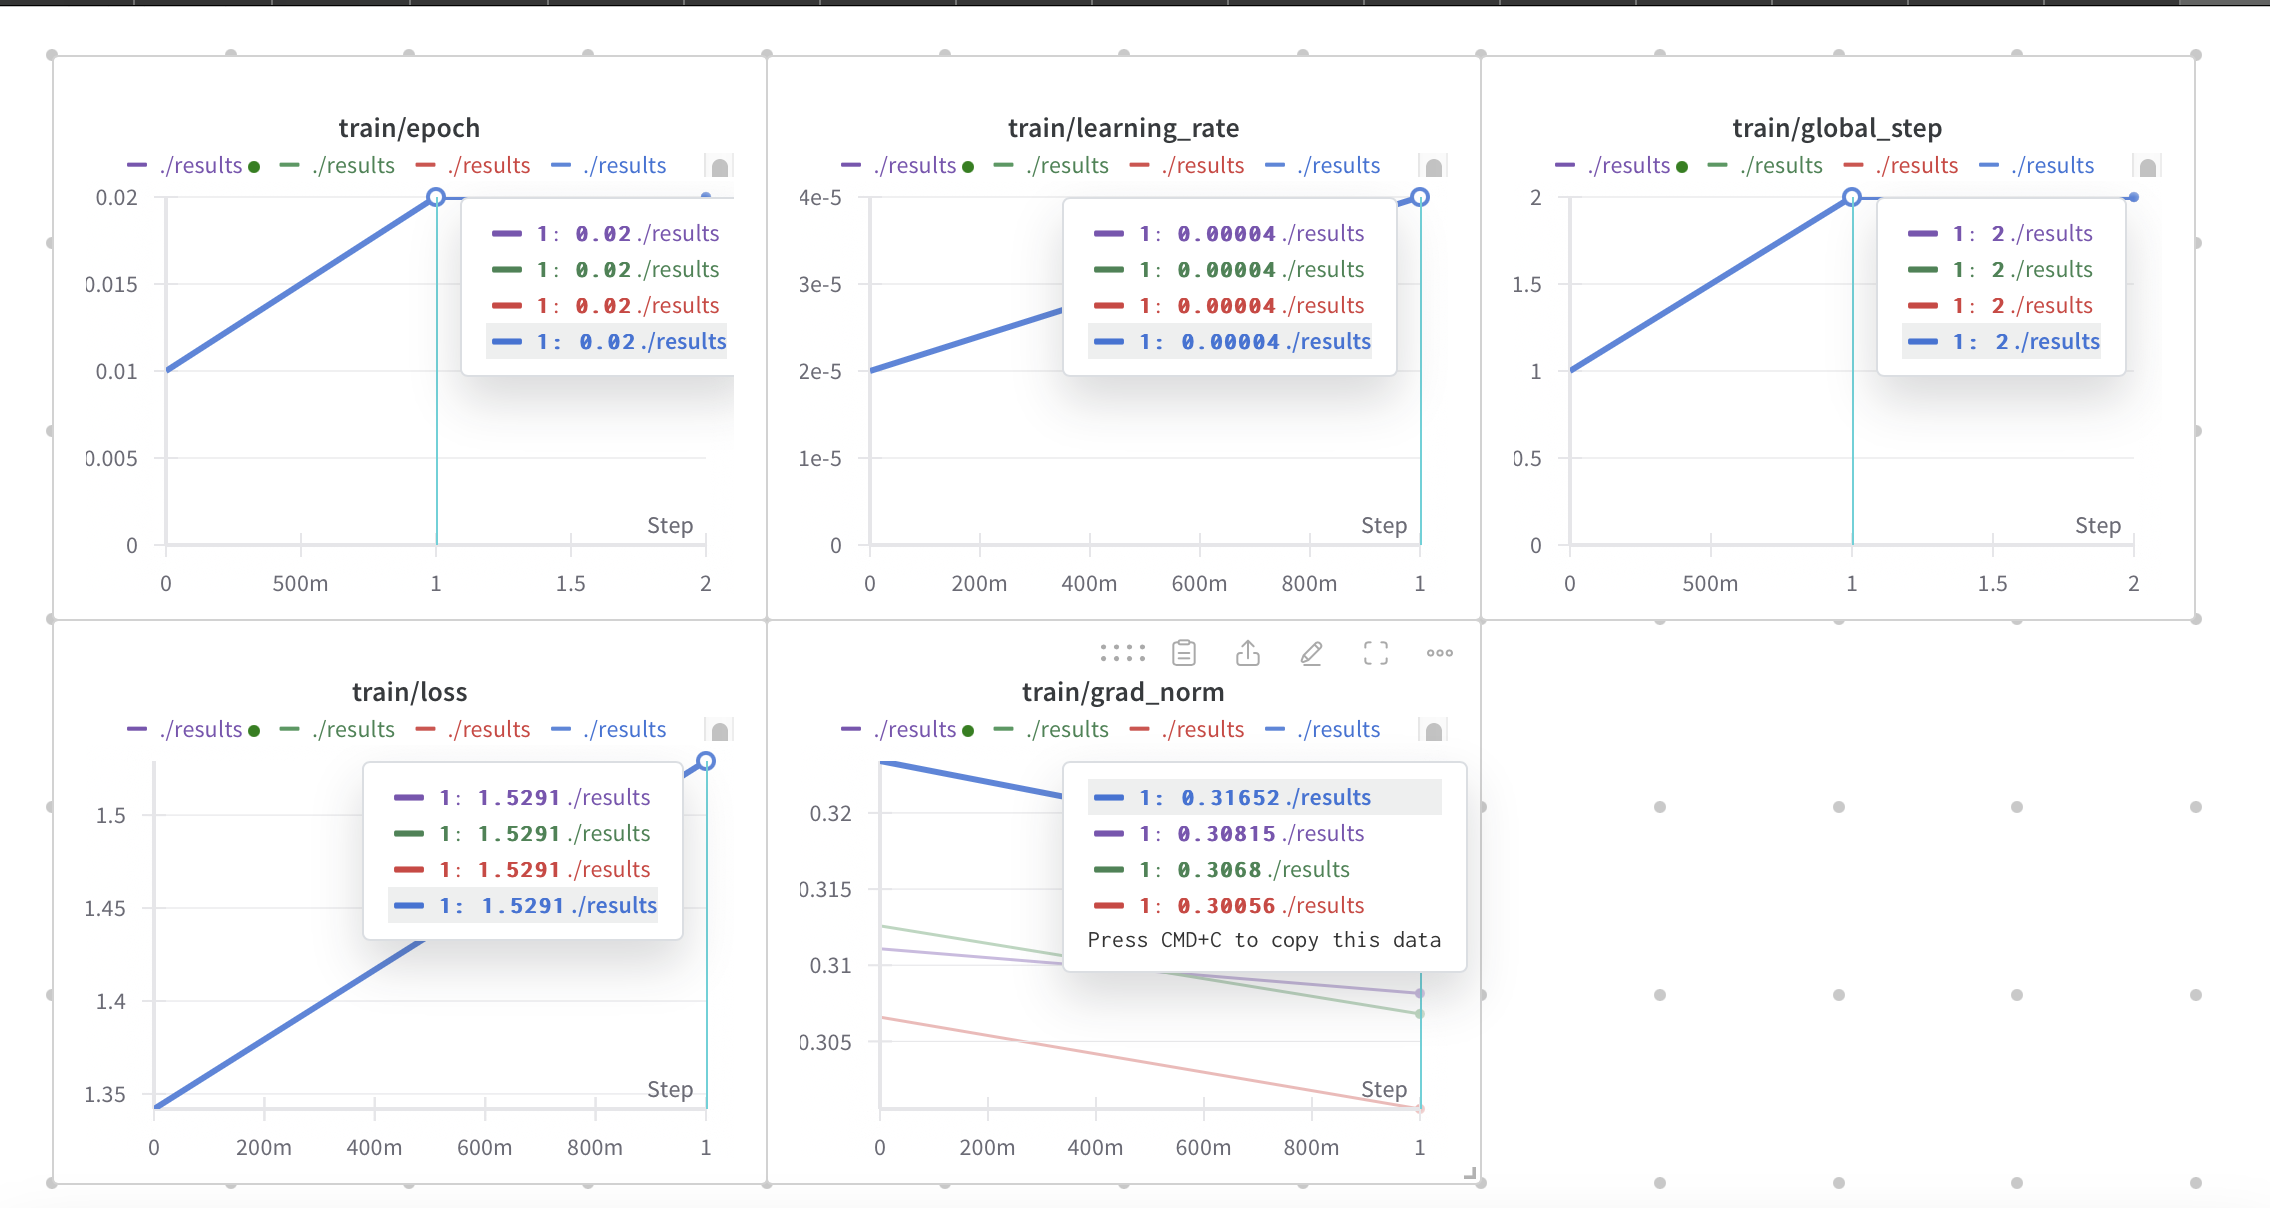 train/epoch
./results ./results ./results ./results
0.02
0.015
0.01
0.005
0
1: 0.02 ./results
1: 0.02 ./results
1: 0.02 ./results
1: 0.02 ./results
Step
0 500m 1 1.5 2
train/learning_rate
./results ./results ./results ./results
4e-5
3e-5
2e-5
1e-5
0
1: 0.00004 ./results
1: 0.00004 ./results
1: 0.00004 ./results
1: 0.00004 ./results
Step
0 200m 400m 600m 800m 1
train/global_step
./results ./results ./results ./results
2
1.5
1
0.5
0
1: 2 ./results
1: 2 ./results
1: 2 ./results
1: 2 ./results
Step
0 500m 1 1.5 2
train/loss
./results ./results ./results ./results
1.5
1.45
1.4
1.35
1: 1.5291 ./results
1: 1.5291 ./results
1: 1.5291 ./results
1: 1.5291 ./results
Step
0 200m 400m 600m 800m 1
train/grad_norm
./results ./results ./results ./results
0.32
0.315
0.31
0.305
1: 0.31652 ./results
1: 0.30815 ./results
1: 0.3068 ./results
1: 0.30056 ./results
Press CMD+C to copy this data
Step
0 200m 400m 600m 800m 1